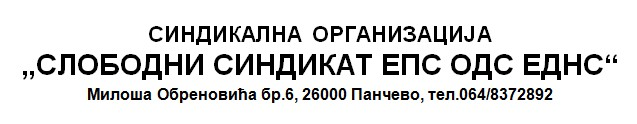 СИНДИКАЛНА ОРГАНИЗАЦИЈА
„СЛОБОДНИ СИНДИКАТ ЕПС ОДС ЕДНС“
Милоша Обреновића бр.6, 26000 Панчево, тел.064/8372892